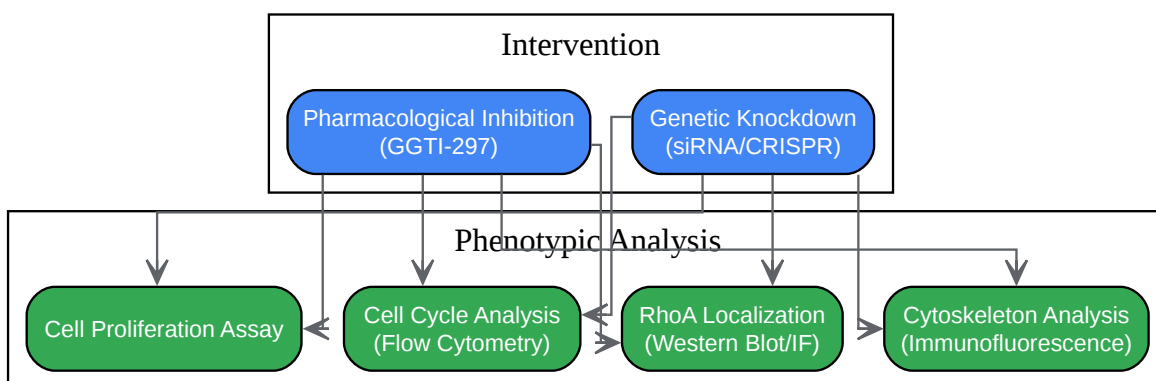 Intervention
Pharmacological Inhibition
(GGTI-297)
Genetic Knockdown
(siRNA/CRISPR)
Phenotypic Analysis
Cell Proliferation Assay
Cell Cycle Analysis
(Flow Cytometry)
RhoA Localization
(Western Blot/IF)
Cytoskeleton Analysis
(Immunofluorescence)